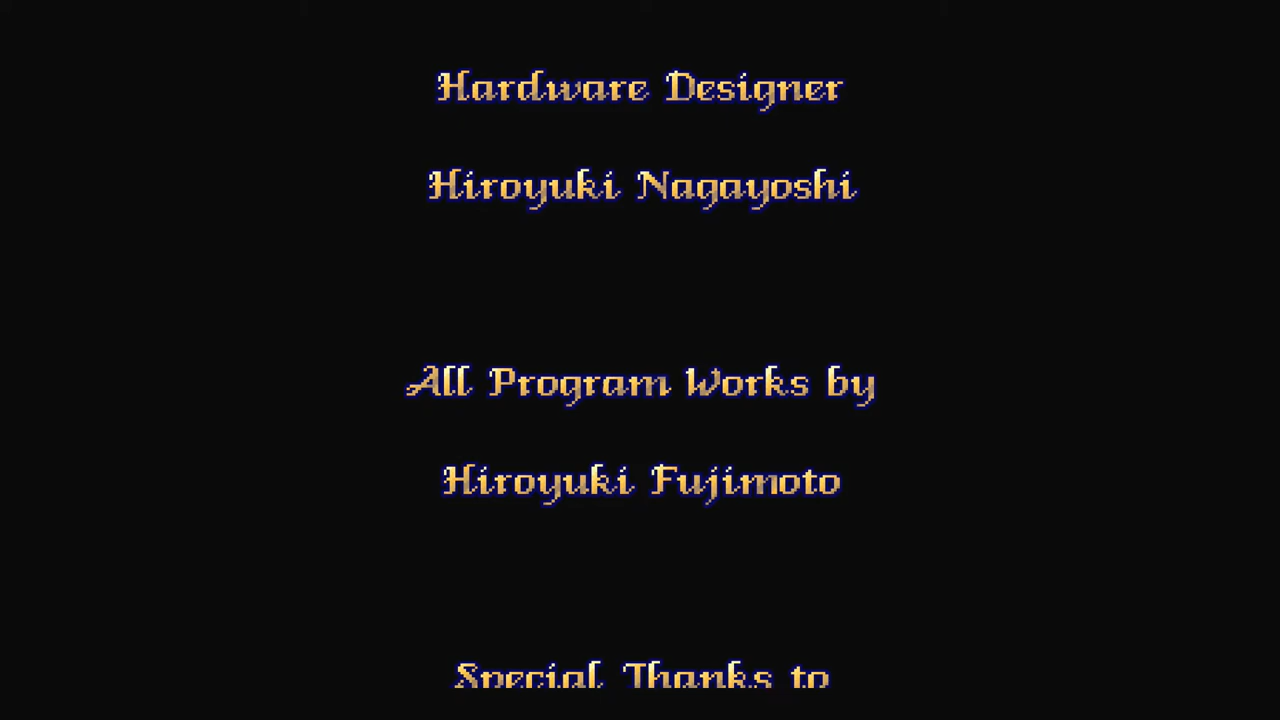 Hardware Designer
Hiroyuki Nagayoshi
All Program Works by
Hiroyuki Fujimoto
Special Thanks to